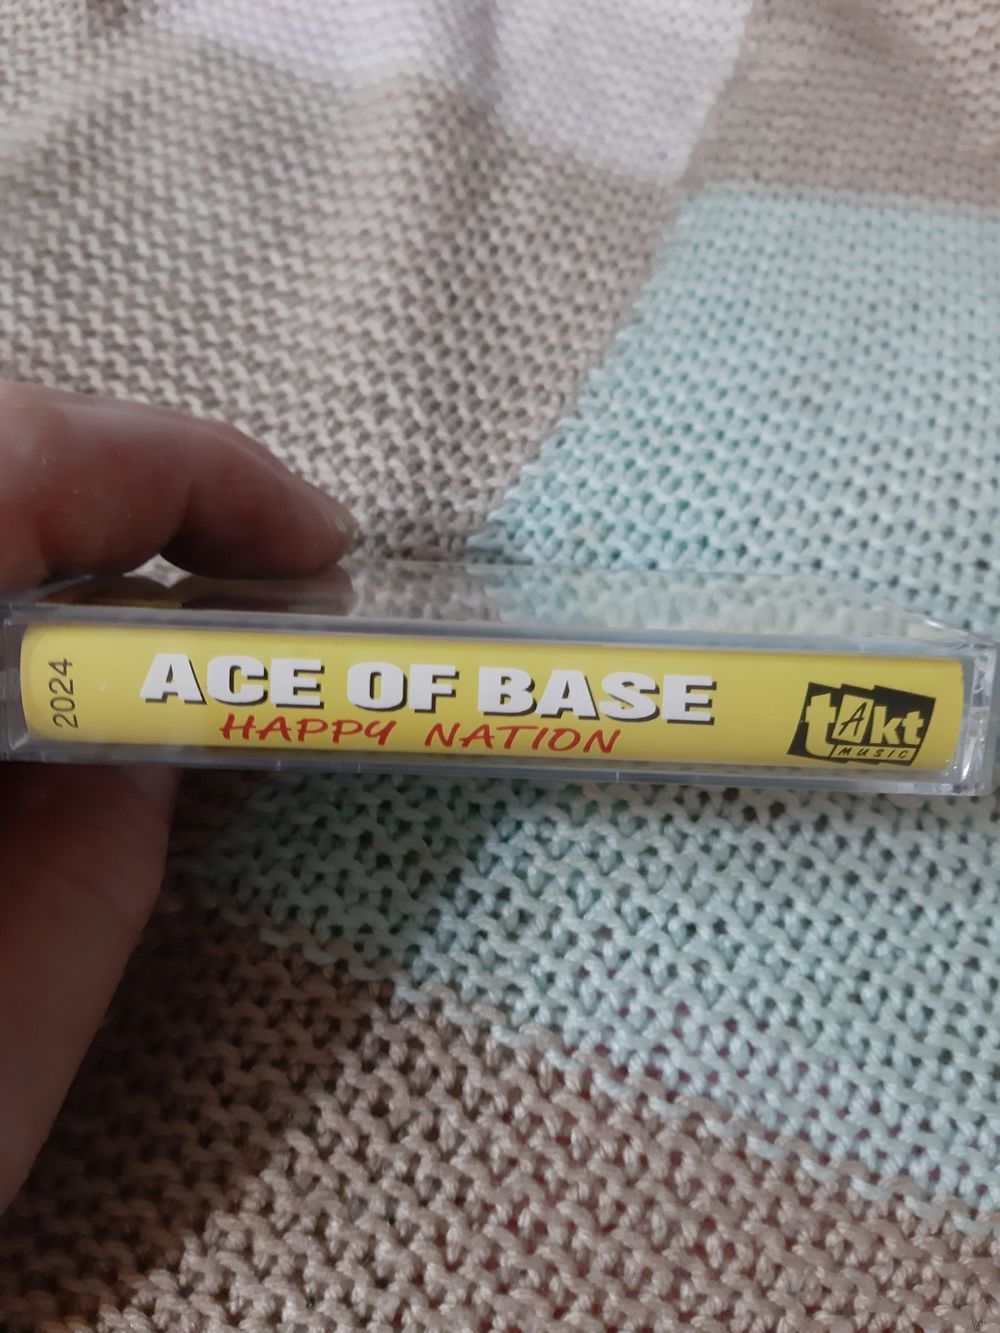 2024
ACE OF BASE
HAPPY NATION
tAkt
MUSIC